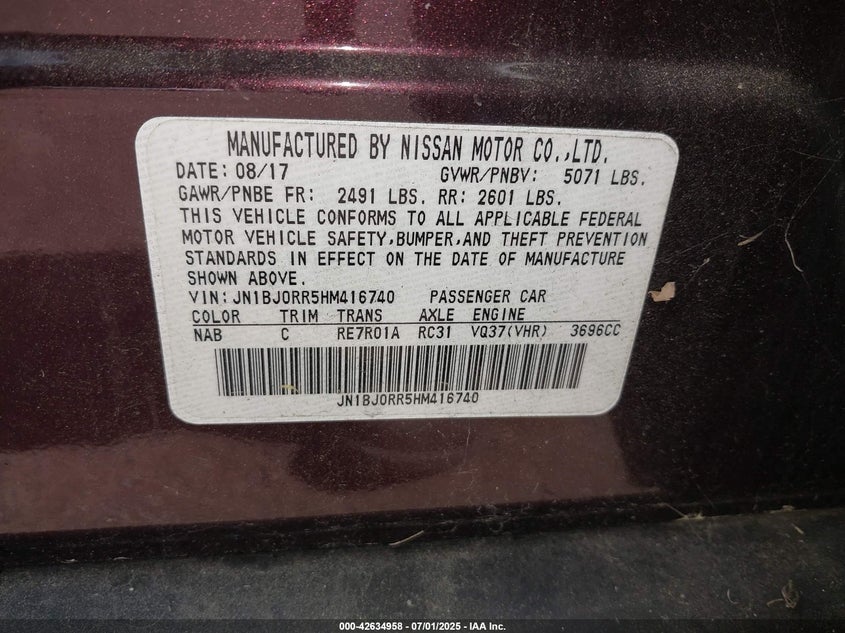 MANUFACTURED BY NISSAN MOTOR CO.,LTD.
DATE: 08/17 GVWR/PNBV: 5071 LBS.
GAWR/PNBE FR: 2491 LBS. RR: 2601 LBS.
THIS VEHICLE CONFORMS TO ALL APPLICABLE FEDERAL
MOTOR VEHICLE SAFETY,BUMPER,AND THEFT PREVENTION
STANDARDS IN EFFECT ON THE DATE OF MANUFACTURE
SHOWN ABOVE.
VIN:JN1BJ0RR5HM416740 PASSENGER CAR
COLOR TRIM TRANS AXLE ENGINE
NAB C RE7R01A RC31 VQ37(VHR) 3696CC
JN1BJ0RR5HM416740
000-42634958 - 07/01/2025 - IAA Inc.